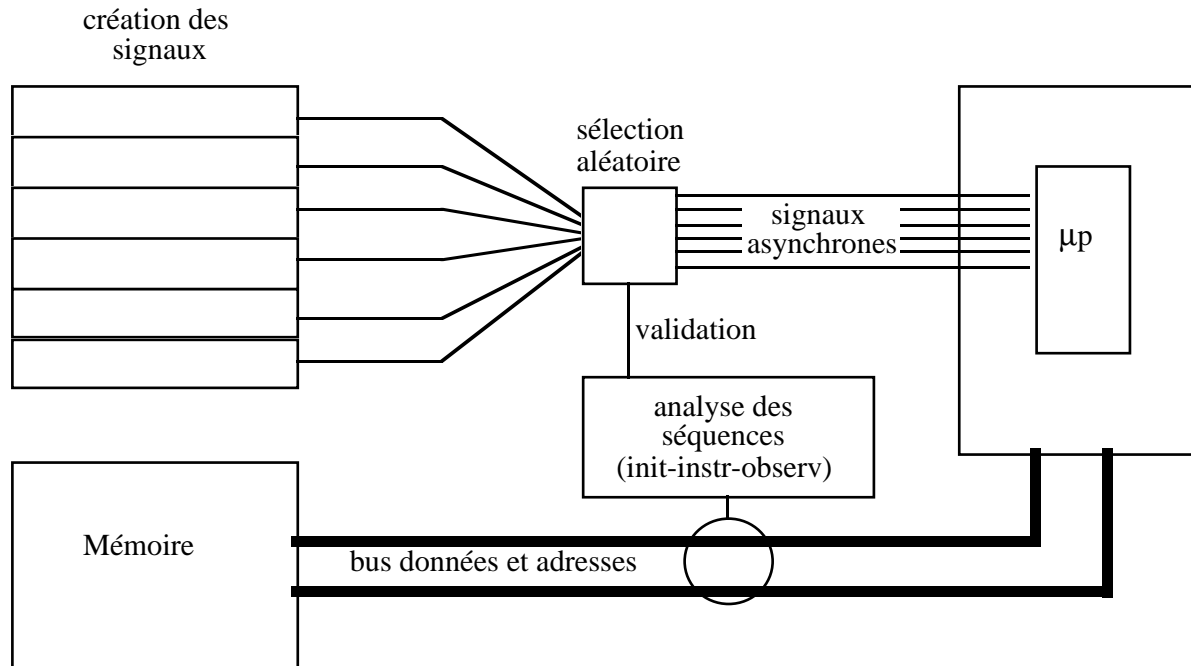 création des
signaux
sélection
aléatoire
signaux
asynchrones
µp
validation
analyse des
séquences
(init-instr-observ)
Mémoire
bus données et adresses